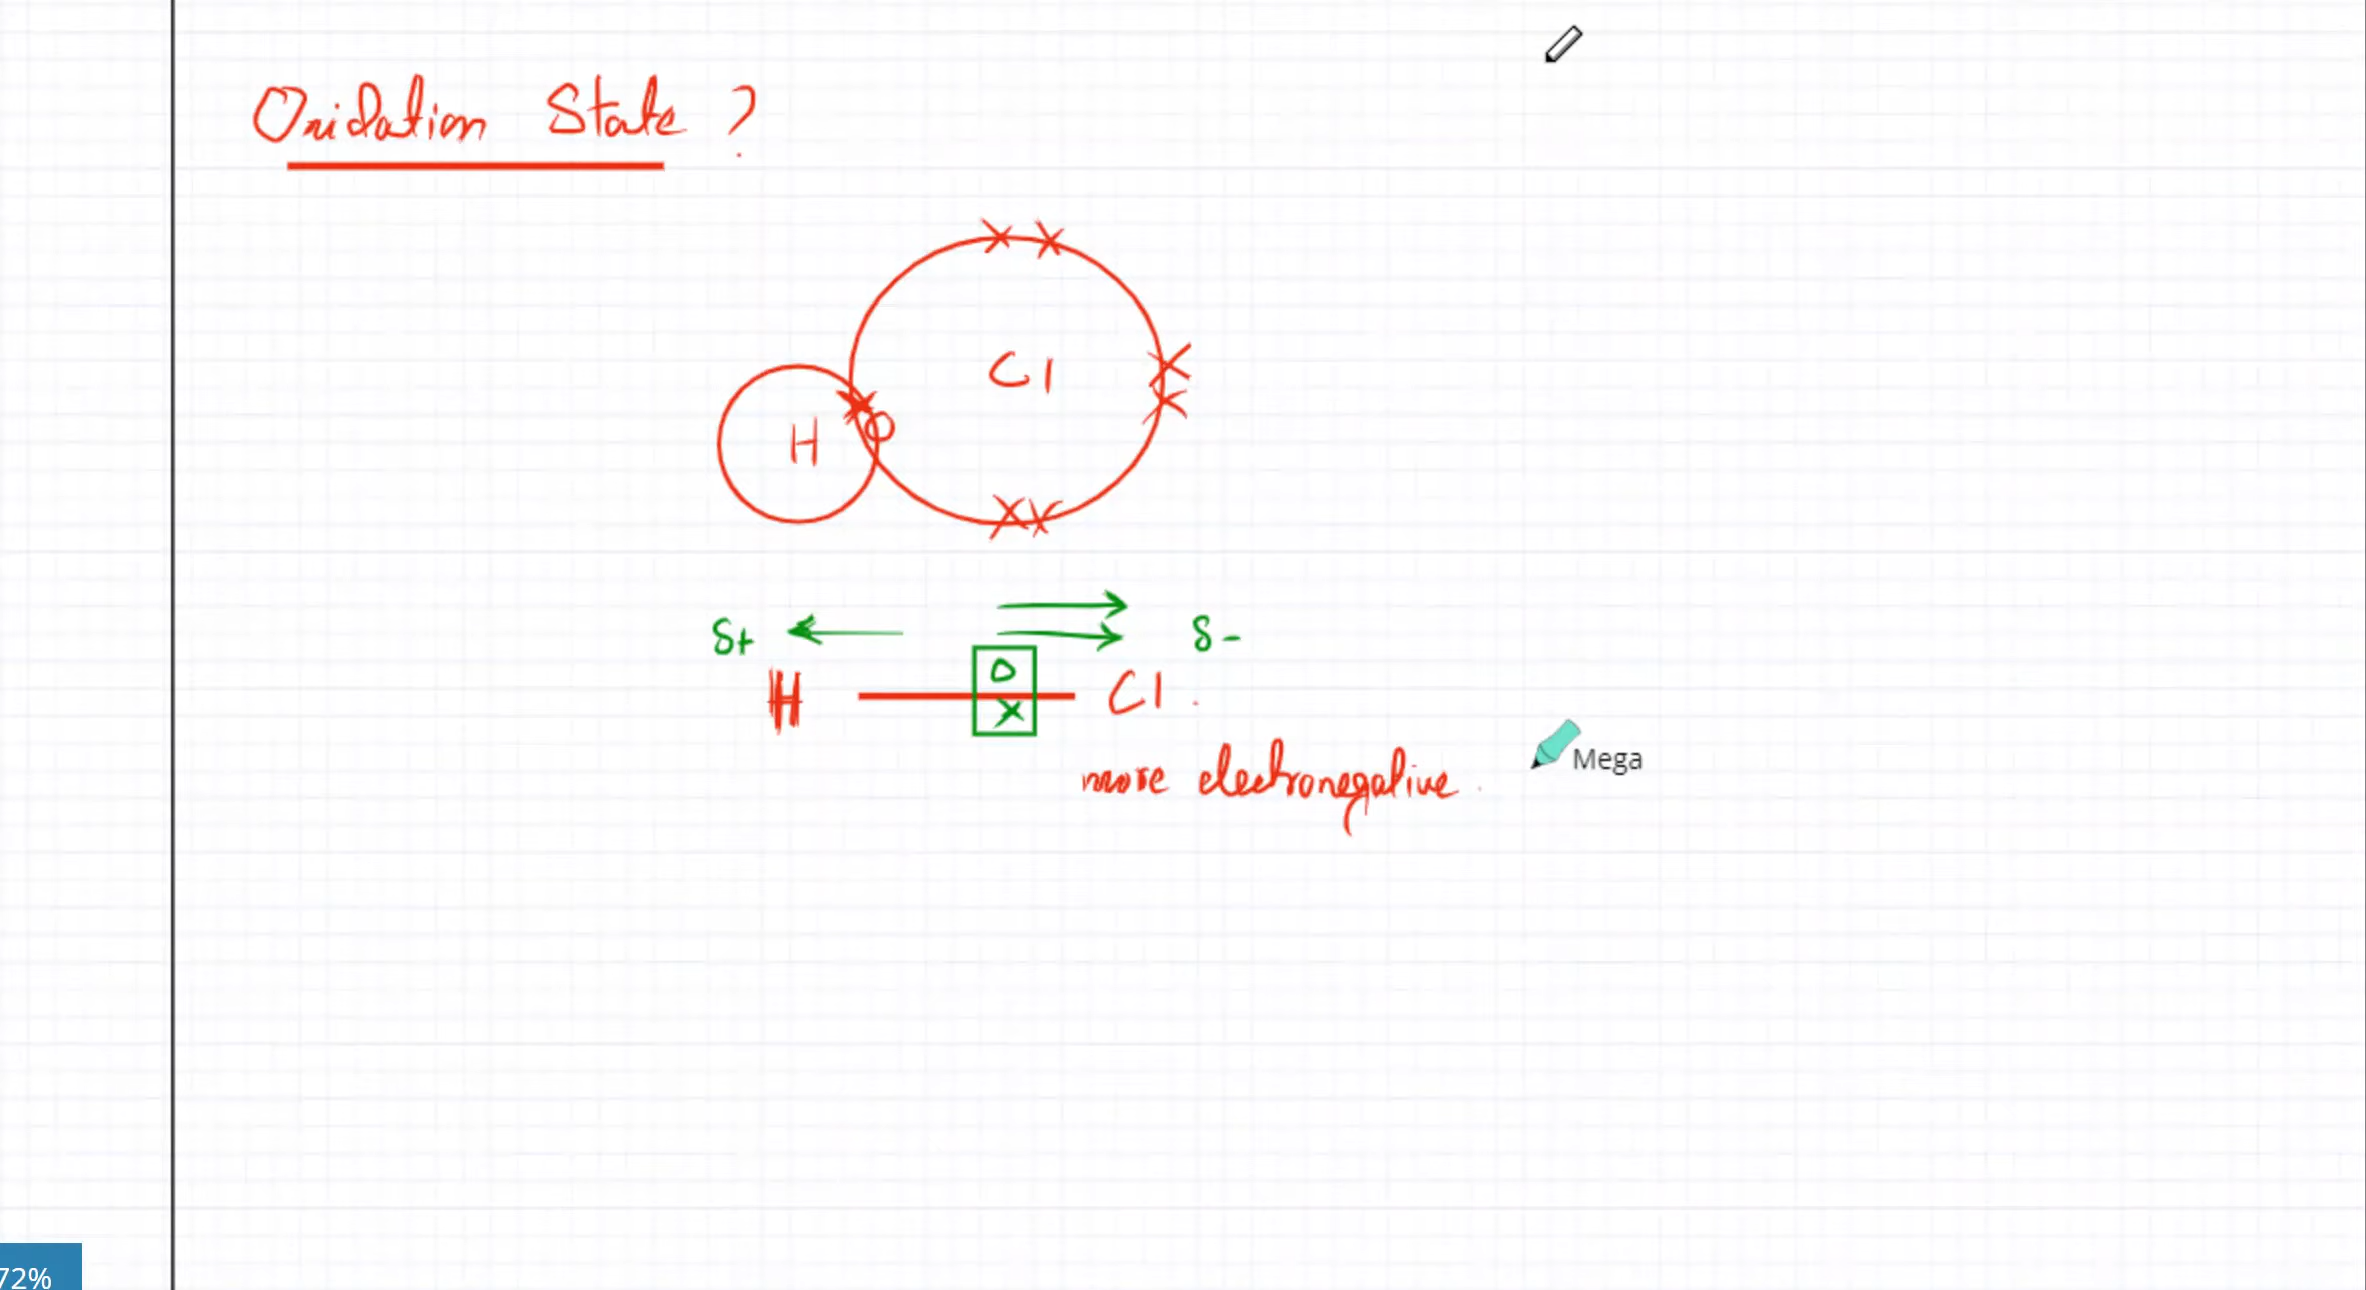 Oxidation State ?
Cl
H
δ+ δ-
H Cl .
more electronegative.
Mega
72%